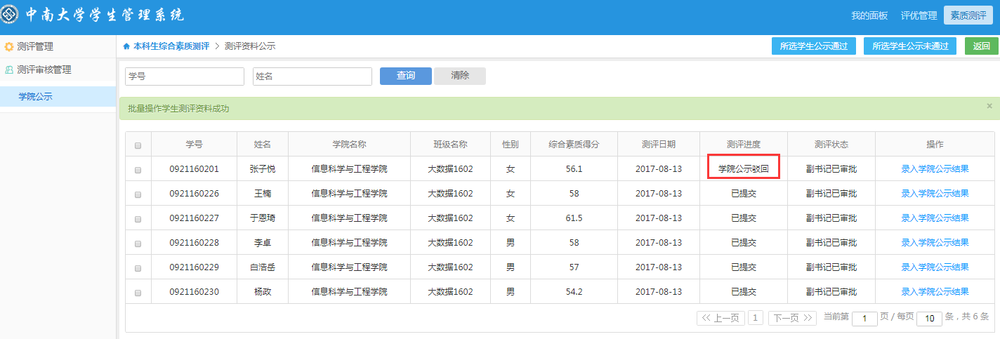 中南大学学生管理系统
我的面板 评优管理 素质测评
测评管理
测评审核管理
学院公示
本科生综合素质测评 > 测评资料公示
所选学生公示通过 所选学生公示未通过 返回
学号 姓名 查询 清除
批量操作学生测评资料成功 ×
学号 姓名 学院名称 班级名称 性别 综合素质得分 测评日期 测评进度 测评状态 操作
0921160201 张子悦 信息科学与工程学院 大数据1602 女 56.1 2017-08-13 学院公示驳回 副书记已审批 录入学院公示结果
0921160226 王楠 信息科学与工程学院 大数据1602 女 58 2017-08-13 已提交 副书记已审批 录入学院公示结果
0921160227 于恩琦 信息科学与工程学院 大数据1602 女 61.5 2017-08-13 已提交 副书记已审批 录入学院公示结果
0921160228 李卓 信息科学与工程学院 大数据1602 男 58 2017-08-13 已提交 副书记已审批 录入学院公示结果
0921160229 白浩岳 信息科学与工程学院 大数据1602 男 57 2017-08-13 已提交 副书记已审批 录入学院公示结果
0921160230 杨政 信息科学与工程学院 大数据1602 男 54.2 2017-08-13 已提交 副书记已审批 录入学院公示结果
<< 上一页 1 下一页 >> 当前第 1 页 / 每页 10 条，共 6 条